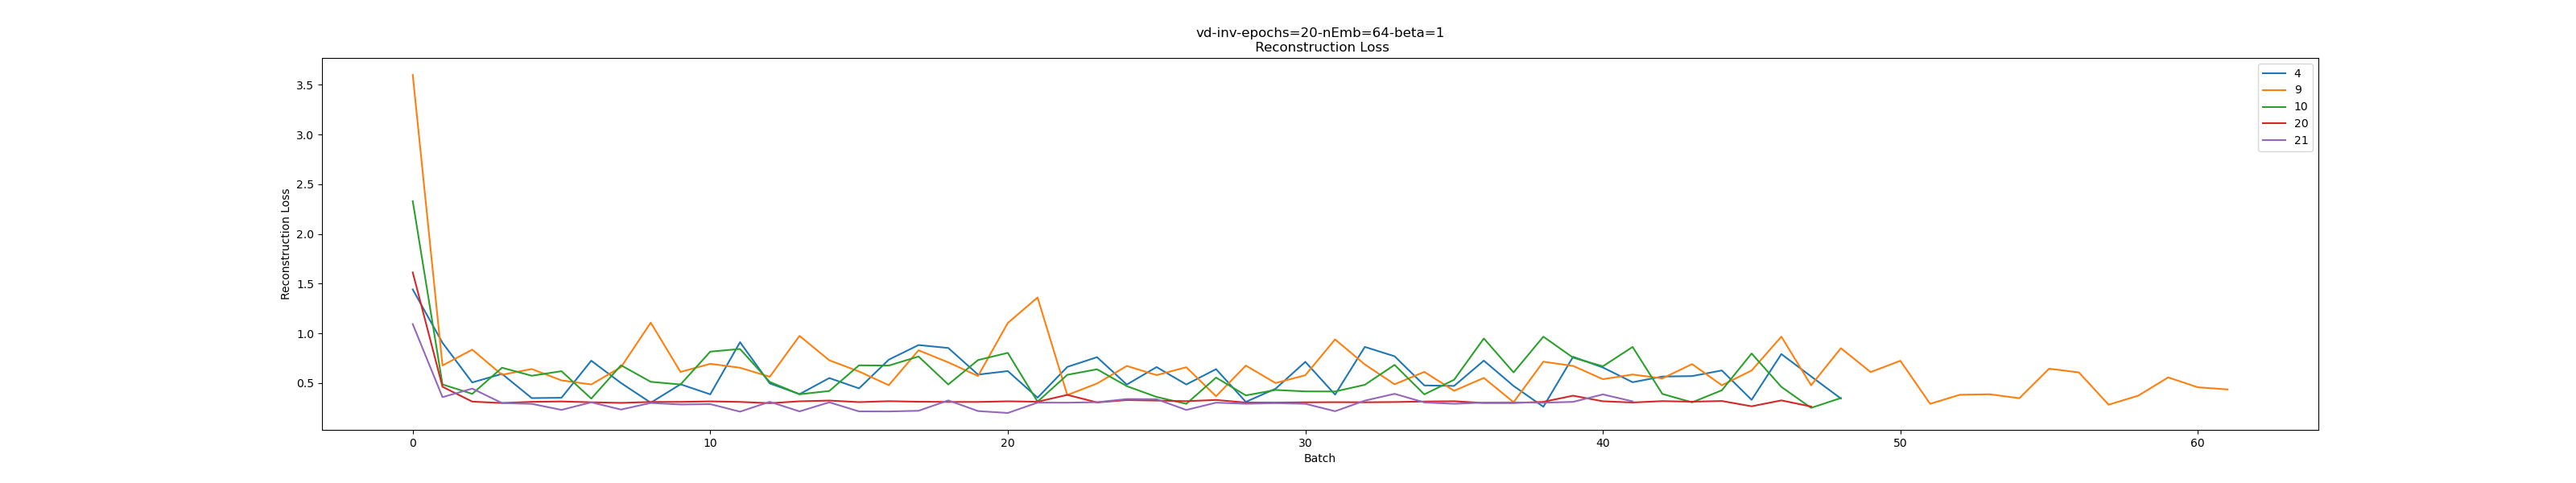 vd-inv-epochs=20-nEmb=64-beta=1
Reconstruction Loss
4
9
10
20
21
3.5
3.0
2.5
2.0
1.5
1.0
0.5
Reconstruction Loss
0 10 20 30 40 50 60
Batch